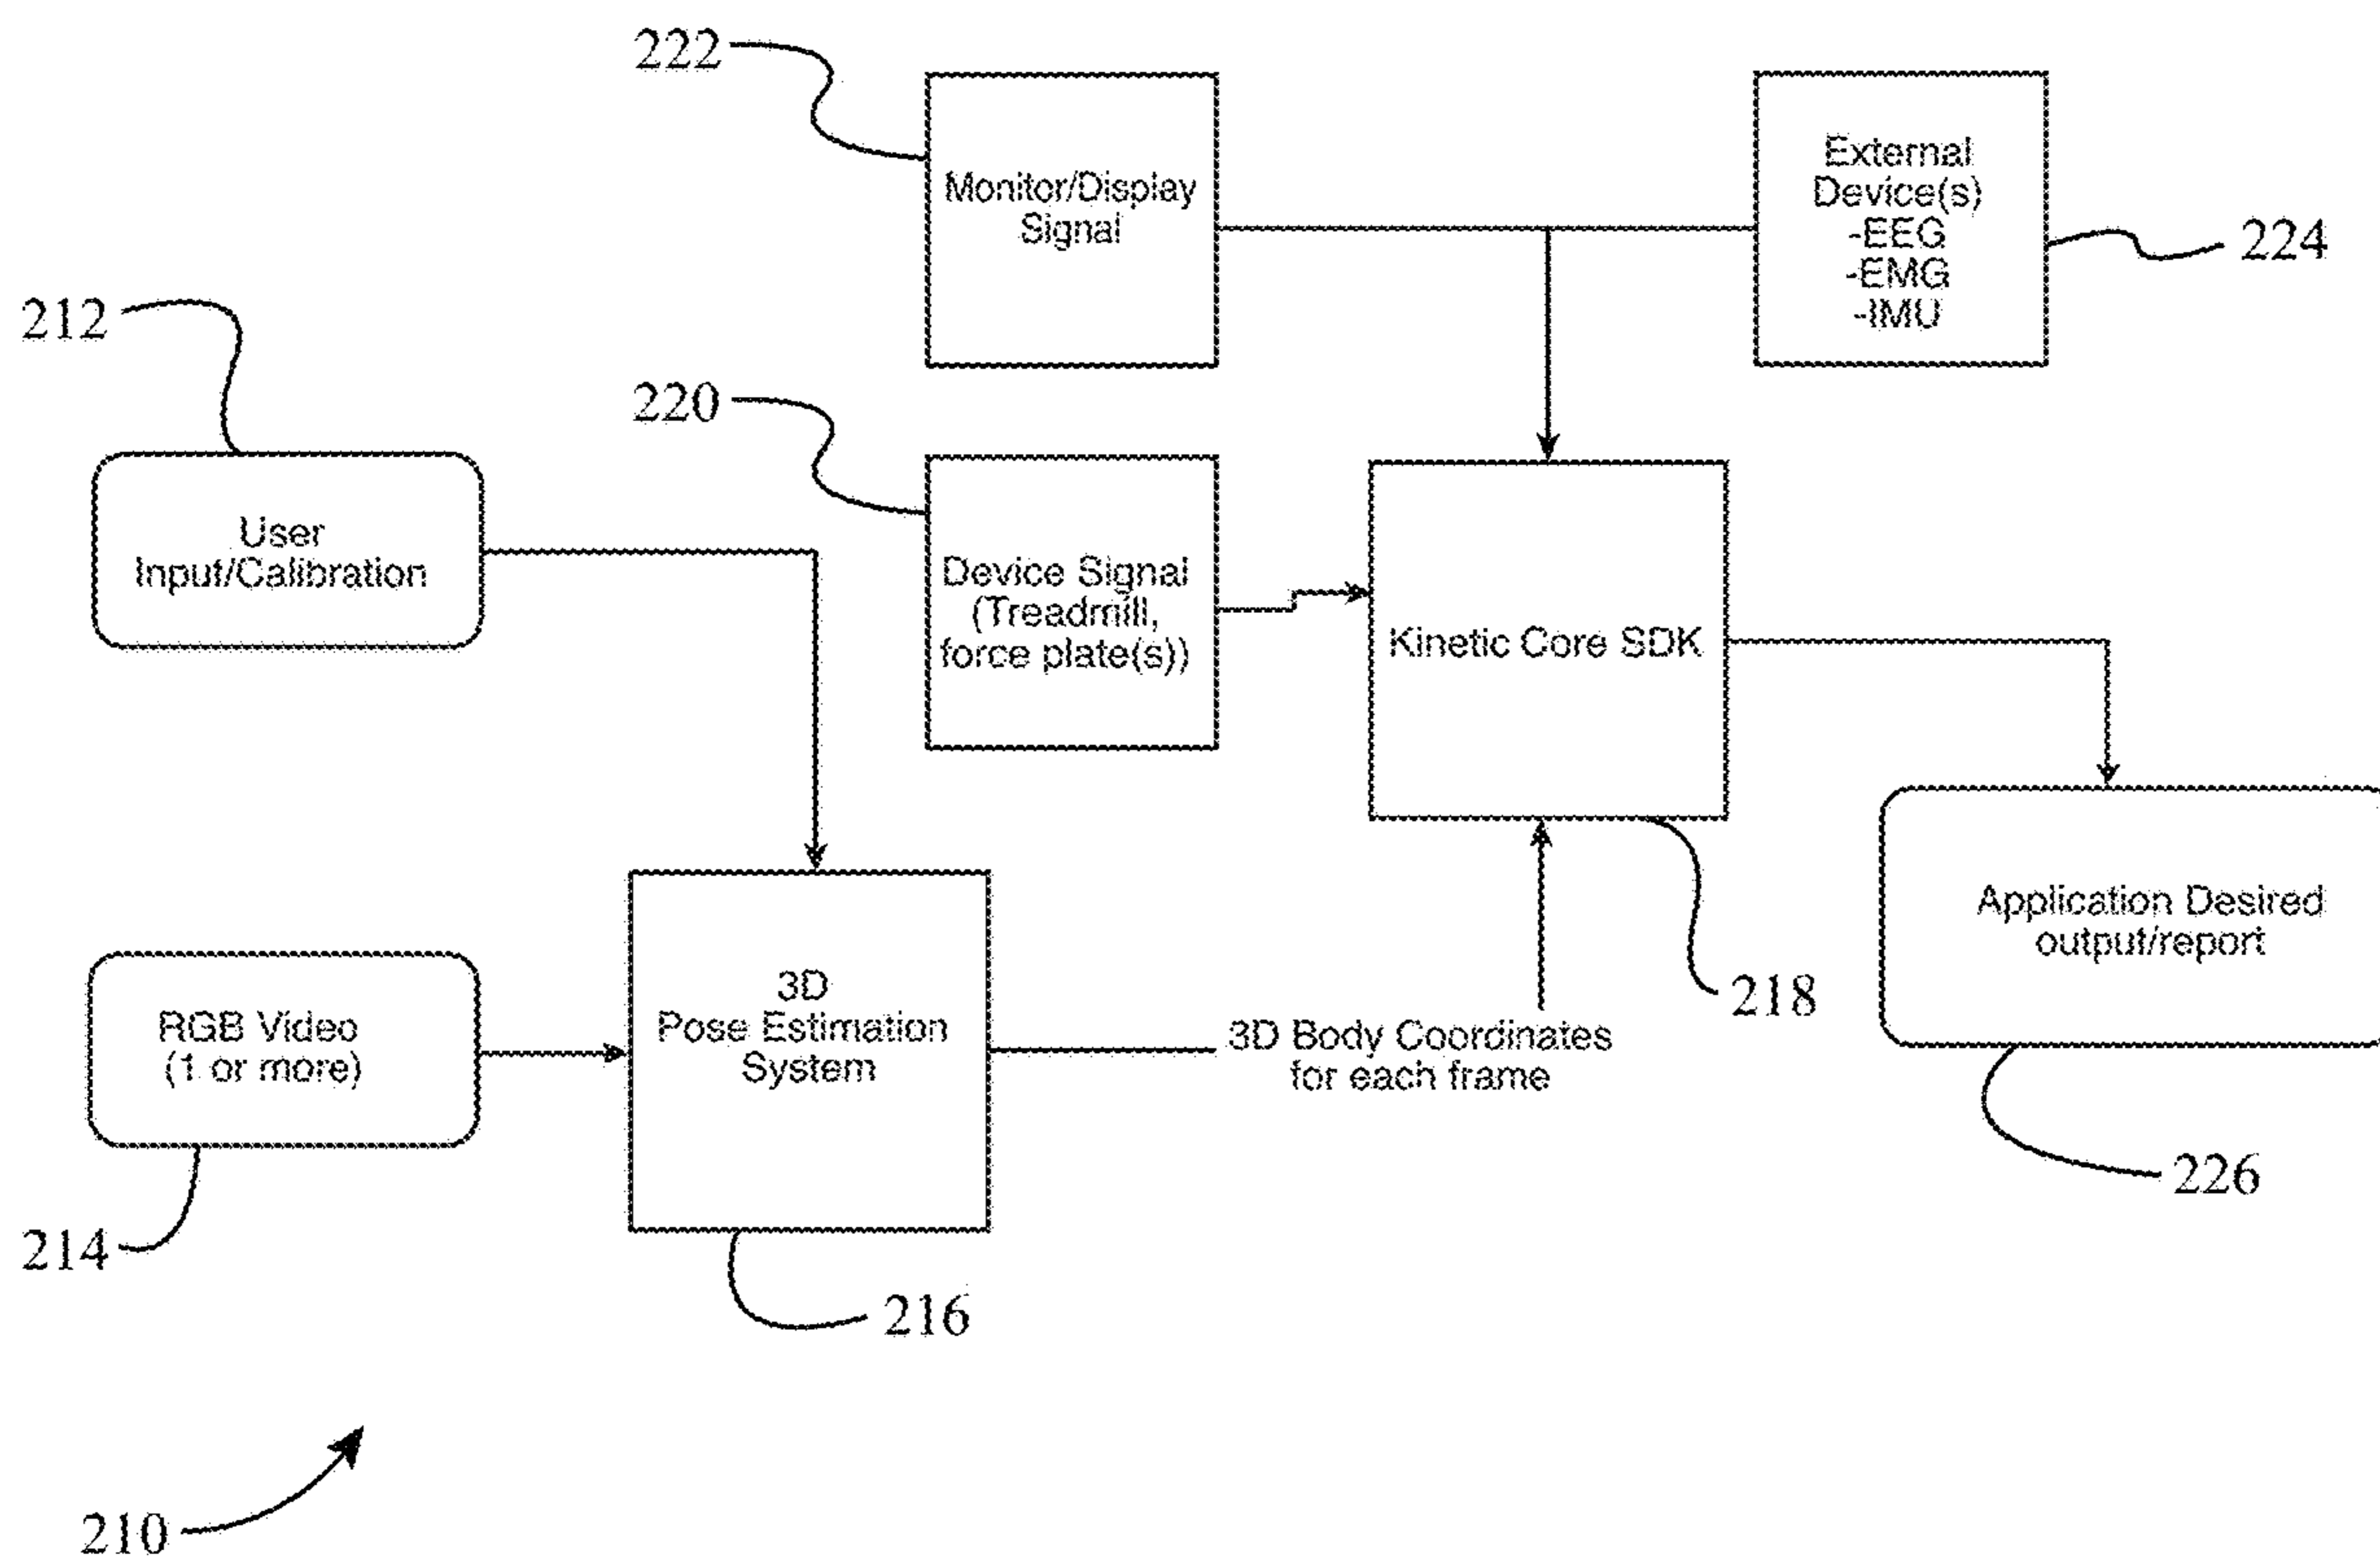 222
Monitor/Display
Signal
External
Device(s)
-EEG
-EMG
-IMU
224
212
User
Input/Calibration
220
Device Signal
(Treadmill,
force plate(s))
Kinetic Core SDK
218
RGB Video
(1 or more)
214
3D
Pose Estimation
System
216
3D Body Coordinates
for each frame
Application Desired
output/report
226
210